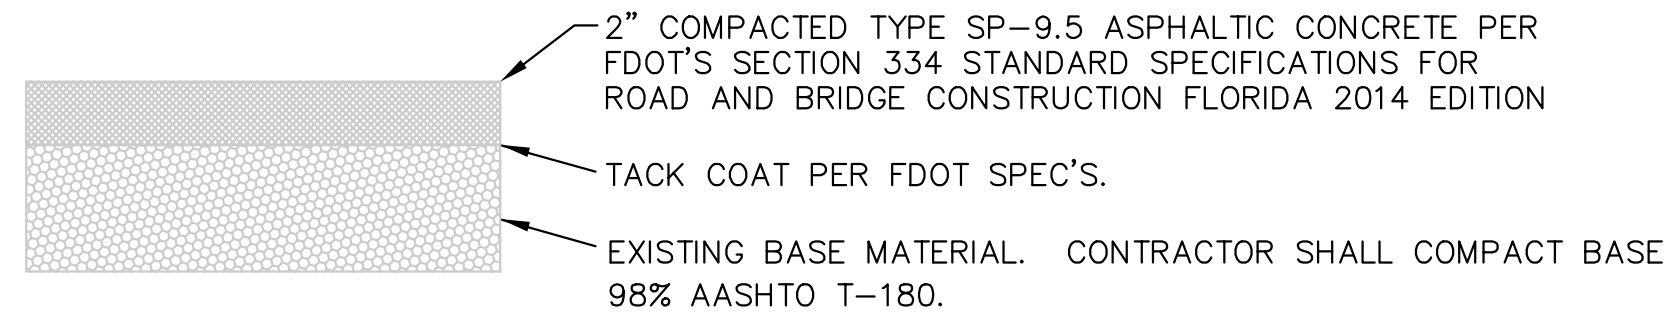 2” COMPACTED TYPE SP-9.5 ASPHALTIC CONCRETE PER
FDOT'S SECTION 334 STANDARD SPECIFICATIONS FOR
ROAD AND BRIDGE CONSTRUCTION FLORIDA 2014 EDITION
TACK COAT PER FDOT SPEC'S.
EXISTING BASE MATERIAL. CONTRACTOR SHALL COMPACT BASE
98% AASHTO T-180.